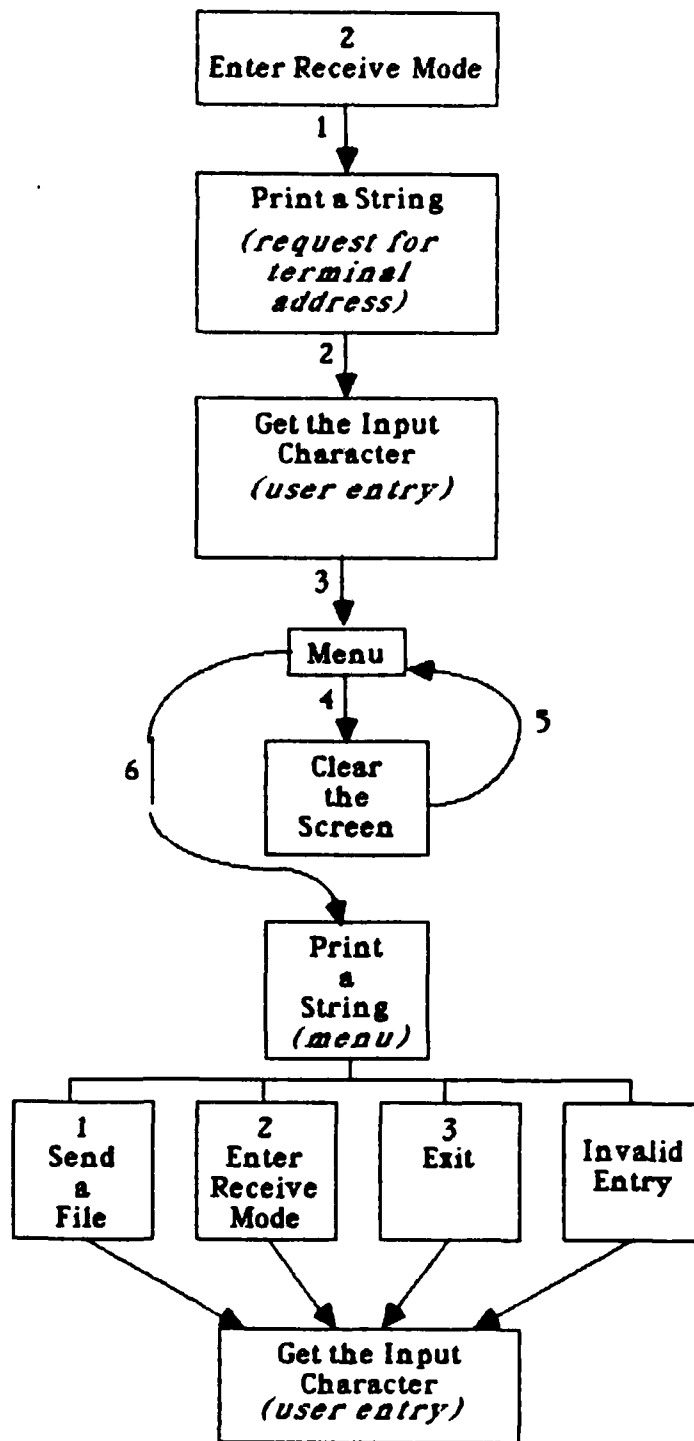 2
Enter Receive Mode
1
Print a String
(request for
terminal
address)
2
Get the Input
Character
(user entry)
3
Menu
4
5
6
Clear
the
Screen
Print
a
String
(menu)
1
Send
a
File
2
Enter
Receive
Mode
3
Exit
Invalid
Entry
Get the Input
Character
(user entry)